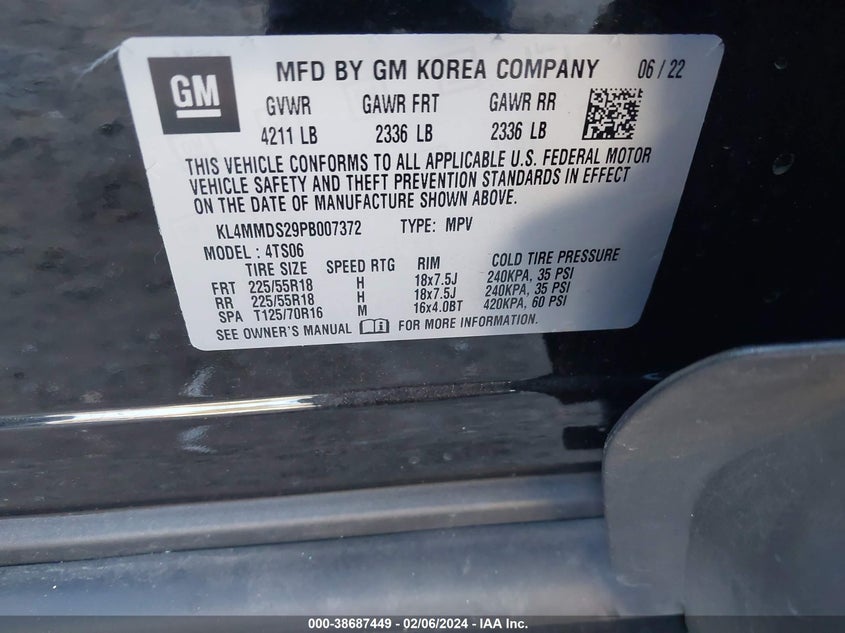 GM
MFD BY GM KOREA COMPANY 06 / 22
GVWR GAWR FRT GAWR RR
4211 LB 2336 LB 2336 LB
THIS VEHICLE CONFORMS TO ALL APPLICABLE U.S. FEDERAL MOTOR
VEHICLE SAFETY AND THEFT PREVENTION STANDARDS IN EFFECT
ON THE DATE OF MANUFACTURE SHOWN ABOVE.
KL4MMDS29PB007372 TYPE: MPV
MODEL : 4TS06
TIRE SIZE SPEED RTG RIM COLD TIRE PRESSURE
FRT 225/55R18 H 18x7.5J 240KPA, 35 PSI
RR 225/55R18 H 18x7.5J 240KPA, 35 PSI
SPA T125/70R16 M 16x4.0BT 420KPA, 60 PSI
SEE OWNER'S MANUAL FOR MORE INFORMATION.
000-38687449 - 02/06/2024 - IAA Inc.